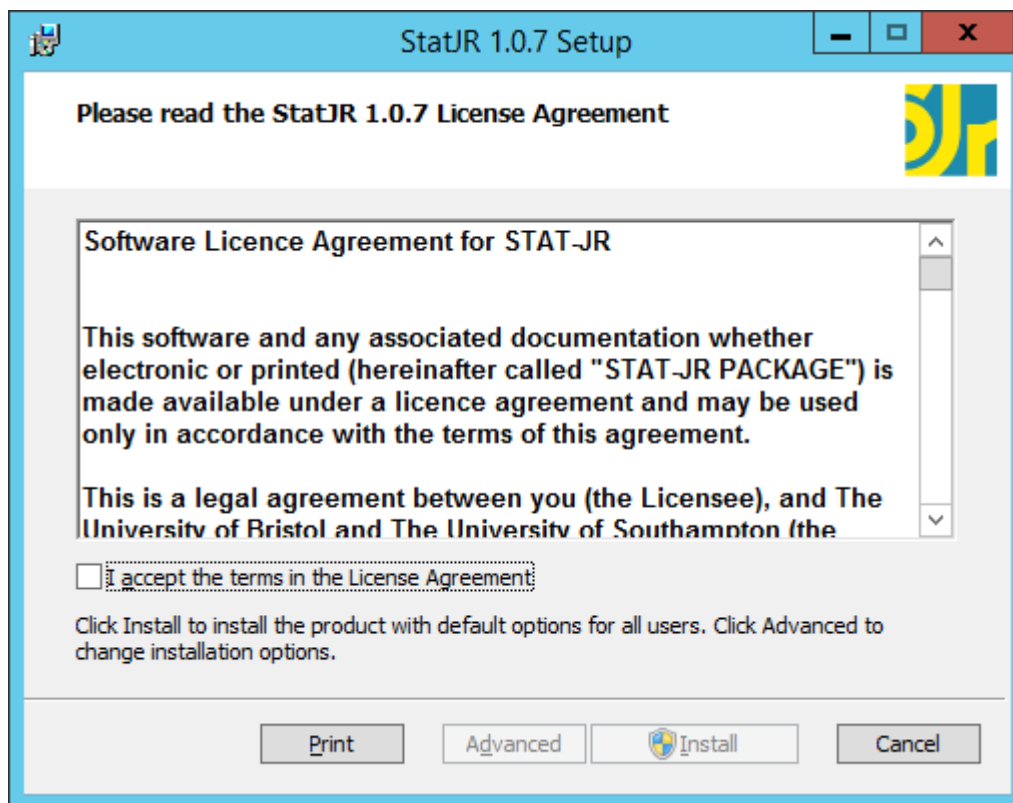 StatJR 1.0.7 Setup
Please read the StatJR 1.0.7 License Agreement
sJr
Software Licence Agreement for STAT-JR
This software and any associated documentation whether
electronic or printed (hereinafter called "STAT-JR PACKAGE") is
made available under a licence agreement and may be used
only in accordance with the terms of this agreement.
This is a legal agreement between you (the Licensee), and The
University of Bristol and The University of Southampton (the
I accept the terms in the License Agreement
Click Install to install the product with default options for all users. Click Advanced to
change installation options.
Print
Advanced
Install
Cancel